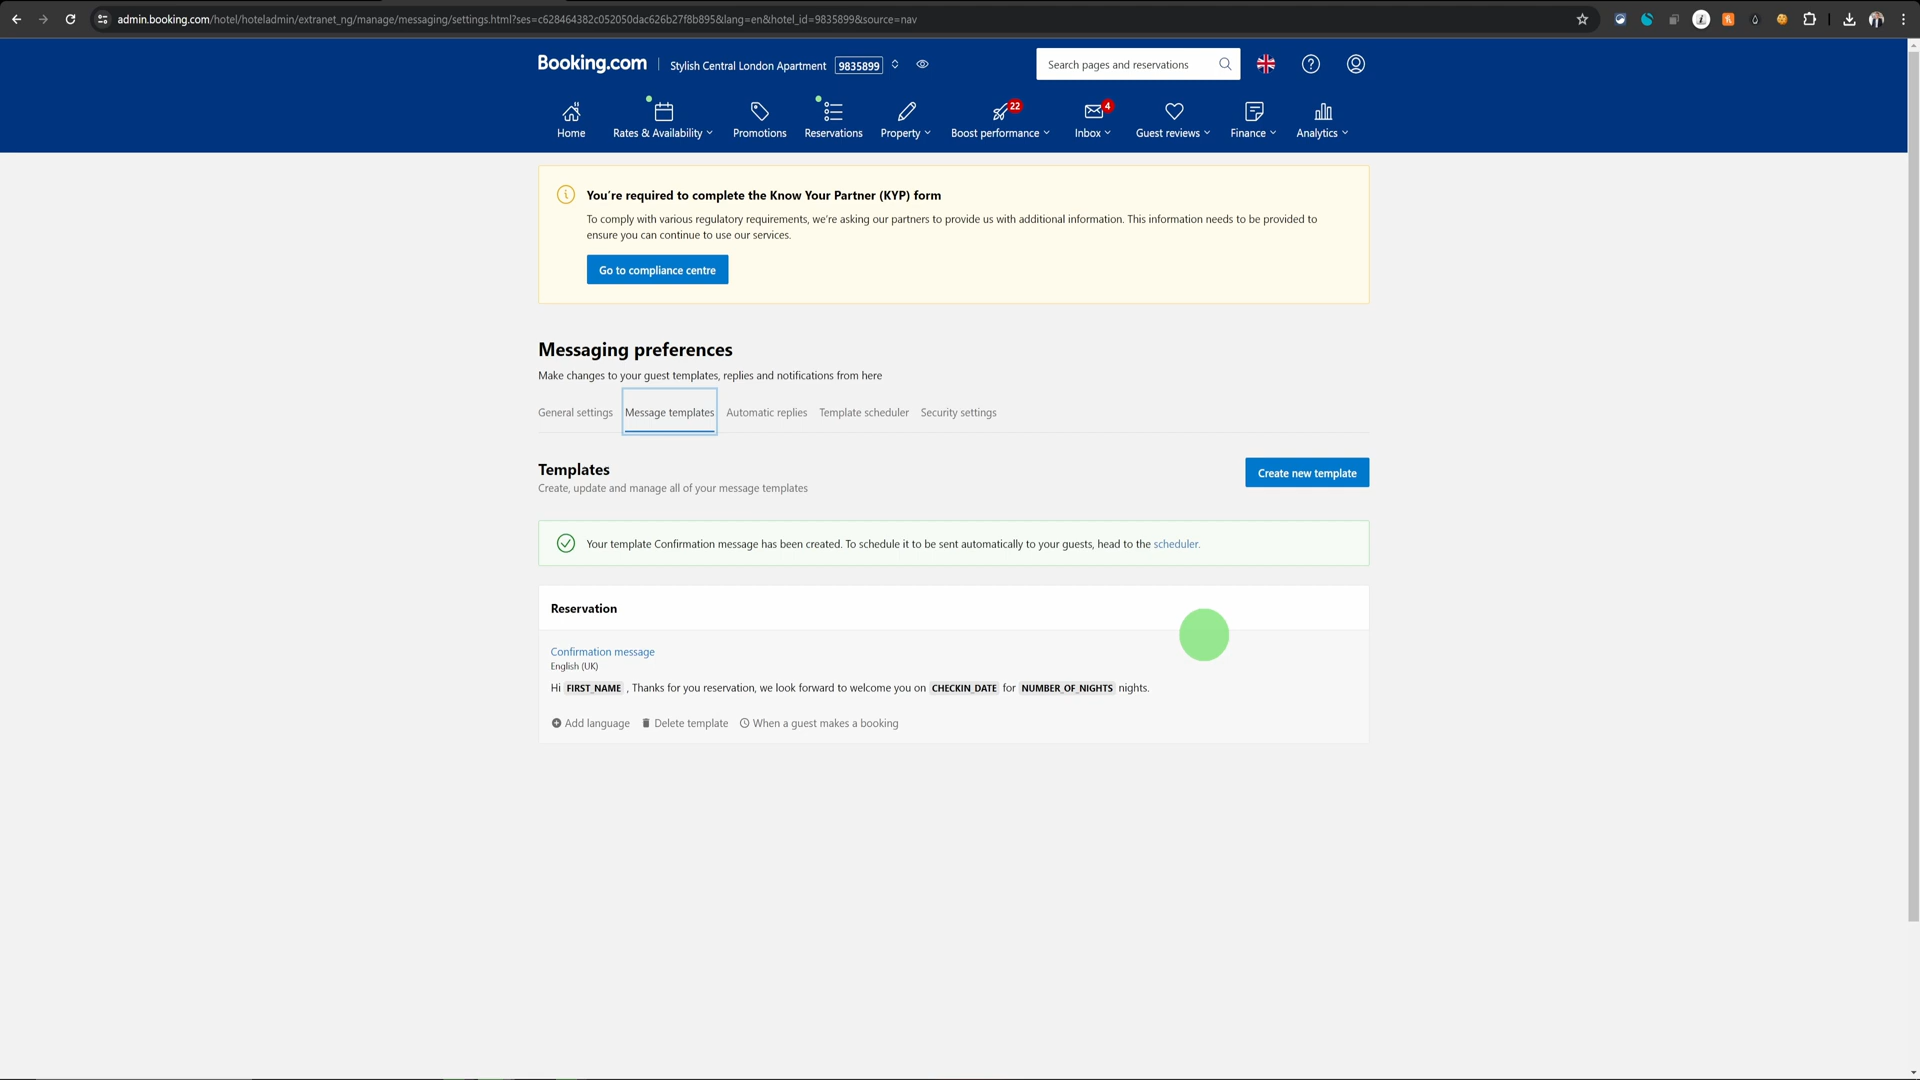 admin.booking.com/hotel/hoteladmin/extranet_ng/manage/messaging/settings.html?ses=c628464382c052050dac626b27f8b895&lang=en&hotel_id=9835899&source=nav
Booking.com
Stylish Central London Apartment 9835899
Search pages and reservations
Home
Rates & Availability
Promotions
Reservations
Property
Boost performance 22
Inbox 4
Guest reviews
Finance
Analytics
You're required to complete the Know Your Partner (KYP) form
To comply with various regulatory requirements, we're asking our partners to provide us with additional information. This information needs to be provided to
ensure you can continue to use our services.
Go to compliance centre
Messaging preferences
Make changes to your guest templates, replies and notifications from here
General settings Message templates Automatic replies Template scheduler Security settings
Templates
Create, update and manage all of your message templates
Create new template
Your template Confirmation message has been created. To schedule it to be sent automatically to your guests, head to the scheduler.
Reservation
Confirmation message
English (UK)
Hi FIRST_NAME , Thanks for you reservation, we look forward to welcome you on CHECKIN_DATE for NUMBER_OF_NIGHTS nights.
Add language Delete template When a guest makes a booking